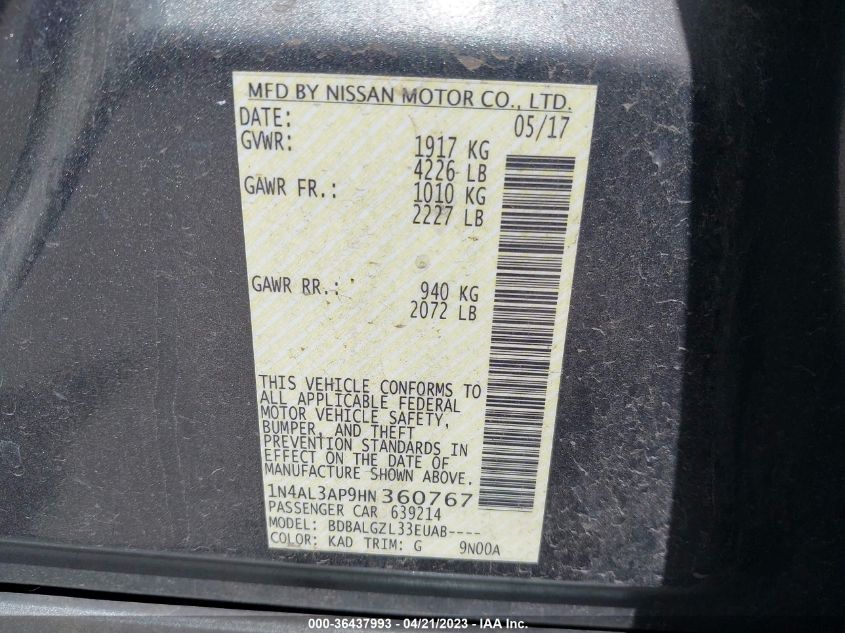 MFD BY NISSAN MOTOR CO., LTD.
DATE: 05/17
GVWR: 1917 KG
4226 LB
GAWR FR.: 1010 KG
2227 LB
GAWR RR.: 940 KG
2072 LB
THIS VEHICLE CONFORMS TO
ALL APPLICABLE FEDERAL
MOTOR VEHICLE SAFETY,
BUMPER, AND THEFT
PREVENTION STANDARDS IN
EFFECT ON THE DATE OF
MANUFACTURE SHOWN ABOVE.
1N4AL3AP9HN360767
PASSENGER CAR 639214
MODEL: BDBALGZL33EUAB----
COLOR: KAD TRIM: G 9N00A
000-36437993 - 04/21/2023 - IAA Inc.